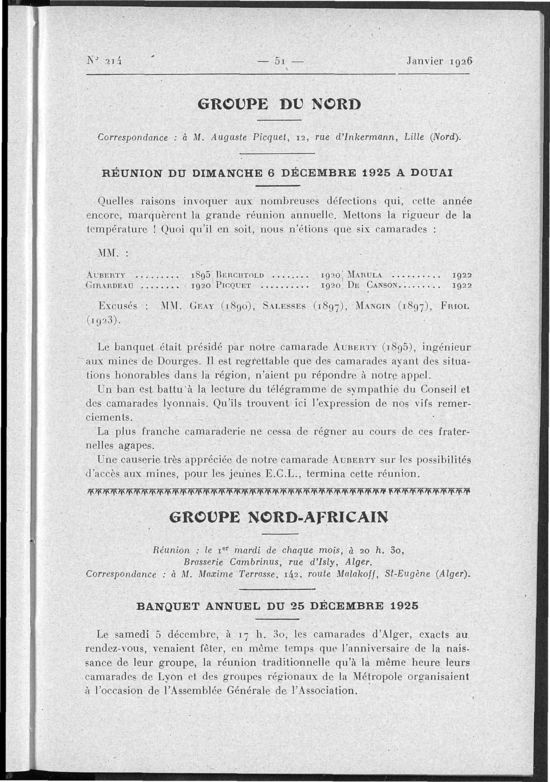 N° 214 — 51 — Janvier 1926
GROUPE DU NORD
Correspondance : à M. Auguste Picquet, 12, rue d'Inkermann, Lille (Nord).
RÉUNION DU DIMANCHE 6 DÉCEMBRE 1925 A DOUAI
Quelles raisons invoquer aux nombreuses défections qui, cette année
encore, marquèrent la grande réunion annuelle. Mettons la rigueur de la
température ! Quoi qu'il en soit, nous n'étions que six camarades :
MM. :
AUBERTY ......... 1895 BERCHTOLD ........ 1920 MARULA .......... 1922
GIRARDEAU ........ 1920 PICQUET .......... 1920 DE CANSON......... 1922
Excusés : MM. GEAY (1890), SALESSES (1897), MANGIN (1897), FRIOL
(1923).
Le banquet était présidé par notre camarade AUBERTY (1895), ingénieur
aux mines de Dourges. Il est regrettable que des camarades ayant des situa-
tions honorables dans la région, n'aient pu répondre à notre appel.
Un ban est battu à la lecture du télégramme de sympathie du Conseil et
des camarades lyonnais. Qu'ils trouvent ici l'expression de nos vifs remer-
ciements.
La plus franche camaraderie ne cessa de régner au cours de ces frater-
nelles agapes.
Une causerie très appréciée de notre camarade AUBERTY sur les possibilités
d'accès aux mines, pour les jeunes E.C.L., termina cette réunion.
GROUPE NORD-AFRICAIN
Réunion : le 1er mardi de chaque mois, à 20 h. 30,
Brasserie Cambrinus, rue d'Isly, Alger.
Correspondance : à M. Maxime Terrasse, 142, route Malakoff, St-Eugène (Alger).
BANQUET ANNUEL DU 25 DÉCEMBRE 1925
Le samedi 5 décembre, à 17 h. 30, les camarades d'Alger, exacts au
rendez-vous, venaient fêter, en même temps que l'anniversaire de la nais-
sance de leur groupe, la réunion traditionnelle qu'à la même heure leurs
camarades de Lyon et des groupes régionaux de la Métropole organisaient
à l'occasion de l'Assemblée Générale de l'Association.